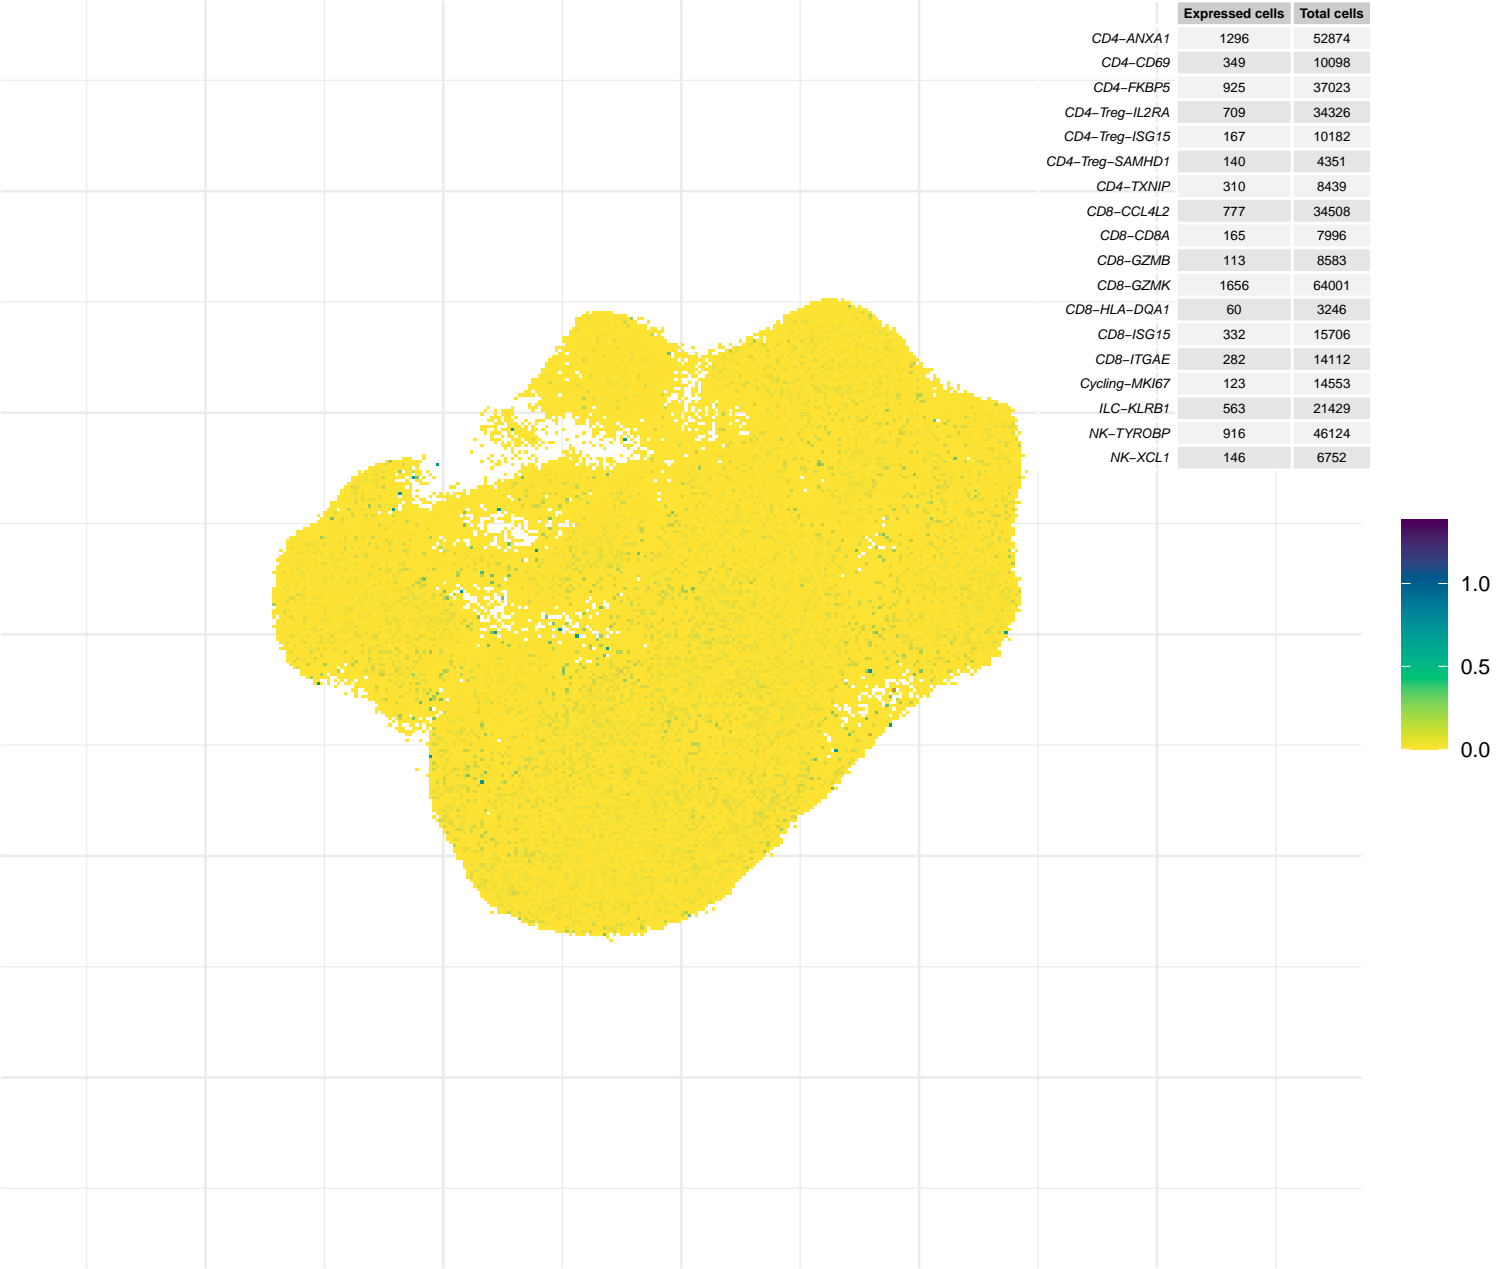 Expressed cells Total cells
CD4−ANXA1 1296 52874
CD4−CD69 349 10098
CD4−FKBP5 925 37023
CD4−Treg−IL2RA 709 34326
CD4−Treg−ISG15 167 10182
CD4−Treg−SAMHD1 140 4351
CD4−TXNIP 310 8439
CD8−CCL4L2 777 34508
CD8−CD8A 165 7996
CD8−GZMB 113 8583
CD8−GZMK 1656 64001
CD8−HLA−DQA1 60 3246
CD8−ISG15 332 15706
CD8−ITGAE 282 14112
Cycling−MKI67 123 14553
ILC−KLRB1 563 21429
NK−TYROBP 916 46124
NK−XCL1 146 6752
1.0
0.5
0.0